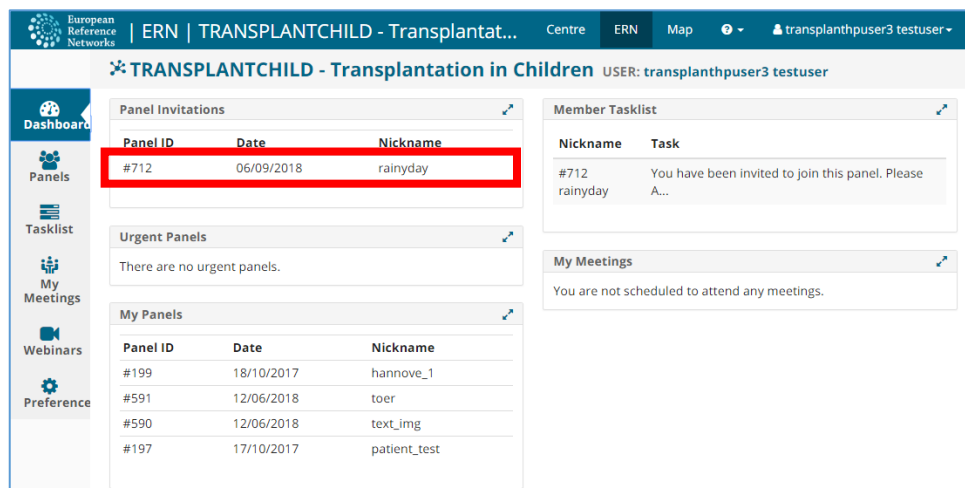 European
Reference
Networks
| ERN | TRANSPLANTCHILD - Transplantat...
Centre
ERN
Map
transplanthpuser3 testuser
TRANSPLANTCHILD - Transplantation in Children USER: transplanthpuser3 testuser
Dashboard
Panels
Tasklist
My
Meetings
Webinars
Preference
Panel Invitations
Panel ID Date Nickname
#712 06/09/2018 rainyday
Urgent Panels
There are no urgent panels.
My Panels
Panel ID Date Nickname
#199 18/10/2017 hannove_1
#591 12/06/2018 toer
#590 12/06/2018 text_img
#197 17/10/2017 patient_test
Member Tasklist
Nickname Task
#712 You have been invited to join this panel. Please
rainyday A...
My Meetings
You are not scheduled to attend any meetings.